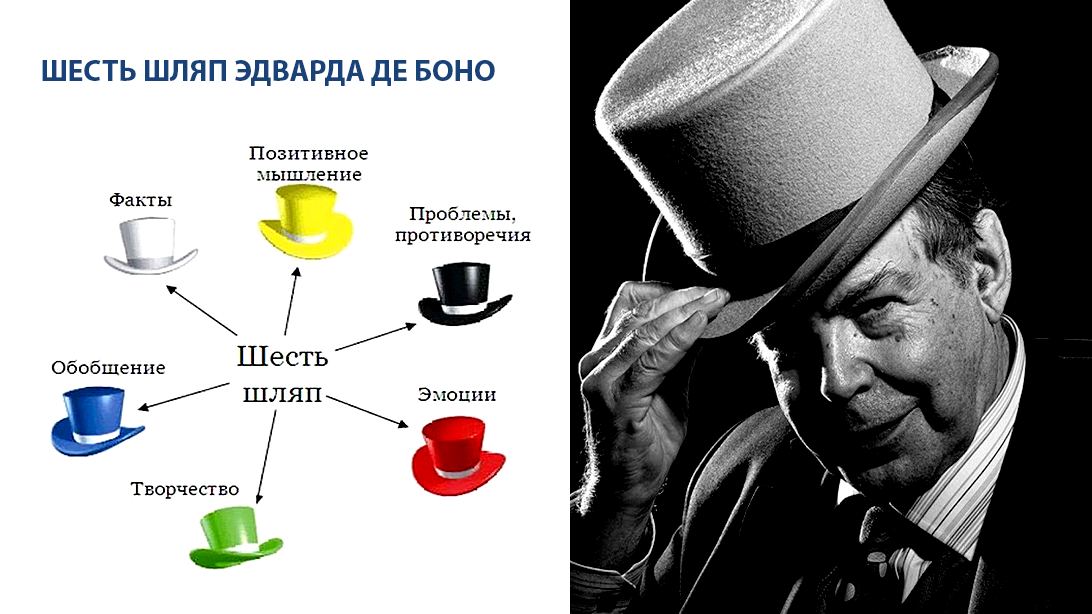 ШЕСТЬ ШЛЯП ЭДВАРДА ДЕ БОНО
Позитивное
мышление
Факты
Проблемы,
противоречия
Шесть
шляп
Обобщение
Эмоции
Творчество